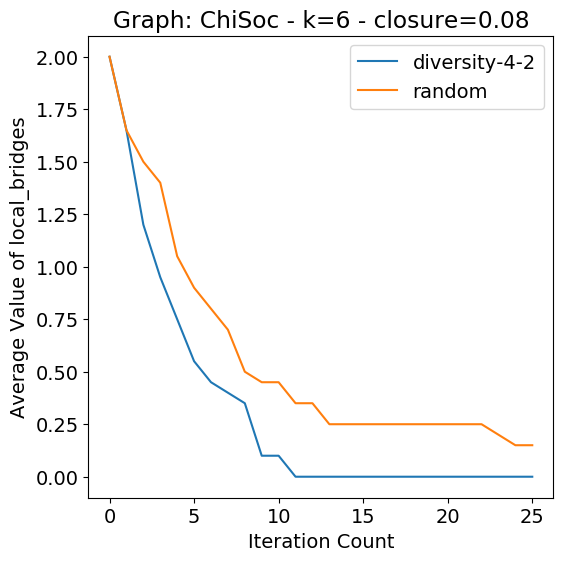 Graph: ChiSoc - k=6 - closure=0.08
diversity-4-2
random
Average Value of local_bridges
2.00
1.75
1.50
1.25
1.00
0.75
0.50
0.25
0.00
0 5 10 15 20 25
Iteration Count